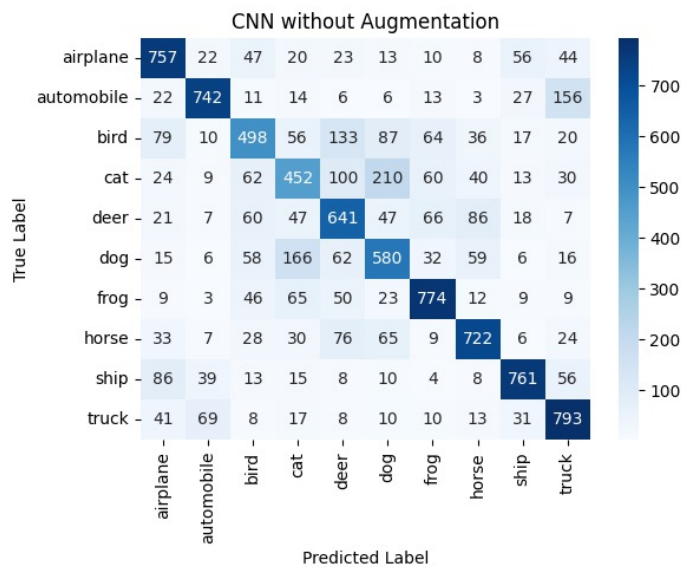 CNN without Augmentation
True Label
airplane 757 22 47 20 23 13 10 8 56 44
automobile 22 742 11 14 6 6 13 3 27 156
bird 79 10 498 56 133 87 64 36 17 20
cat 24 9 62 452 100 210 60 40 13 30
deer 21 7 60 47 641 47 66 86 18 7
dog 15 6 58 166 62 580 32 59 6 16
frog 9 3 46 65 50 23 774 12 9 9
horse 33 7 28 30 76 65 9 722 6 24
ship 86 39 13 15 8 10 4 8 761 56
truck 41 69 8 17 8 10 10 13 31 793
airplane automobile bird cat deer dog frog horse ship truck
Predicted Label
700
600
500
400
300
200
100